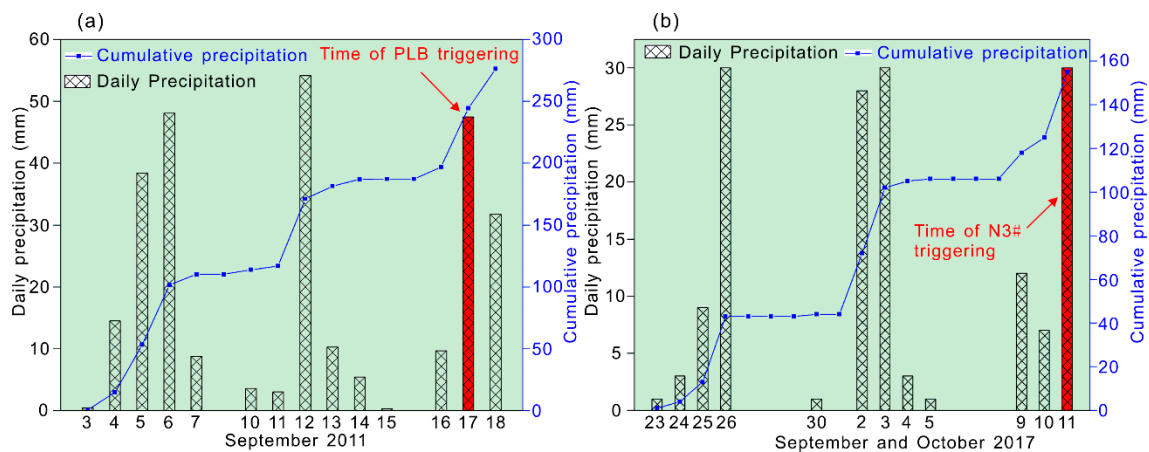 (a)
Cumulative precipitation
Daily Precipitation
Time of PLB triggering
Daily precipitation (mm)
60
50
40
30
20
10
0
Cumulative precipitation (mm)
300
250
200
150
100
50
0
3 4 5 6 7 10 11 12 13 14 15 16 17 18
September 2011
(b)
Daily Precipitation
Cumulative precipitation
Time of N3#
triggering
Daily precipitation (mm)
30
25
20
15
10
5
0
Cumulative precipitation (mm)
160
140
120
100
80
60
40
20
0
23 24 25 26 30 2 3 4 5 9 10 11
September and October 2017